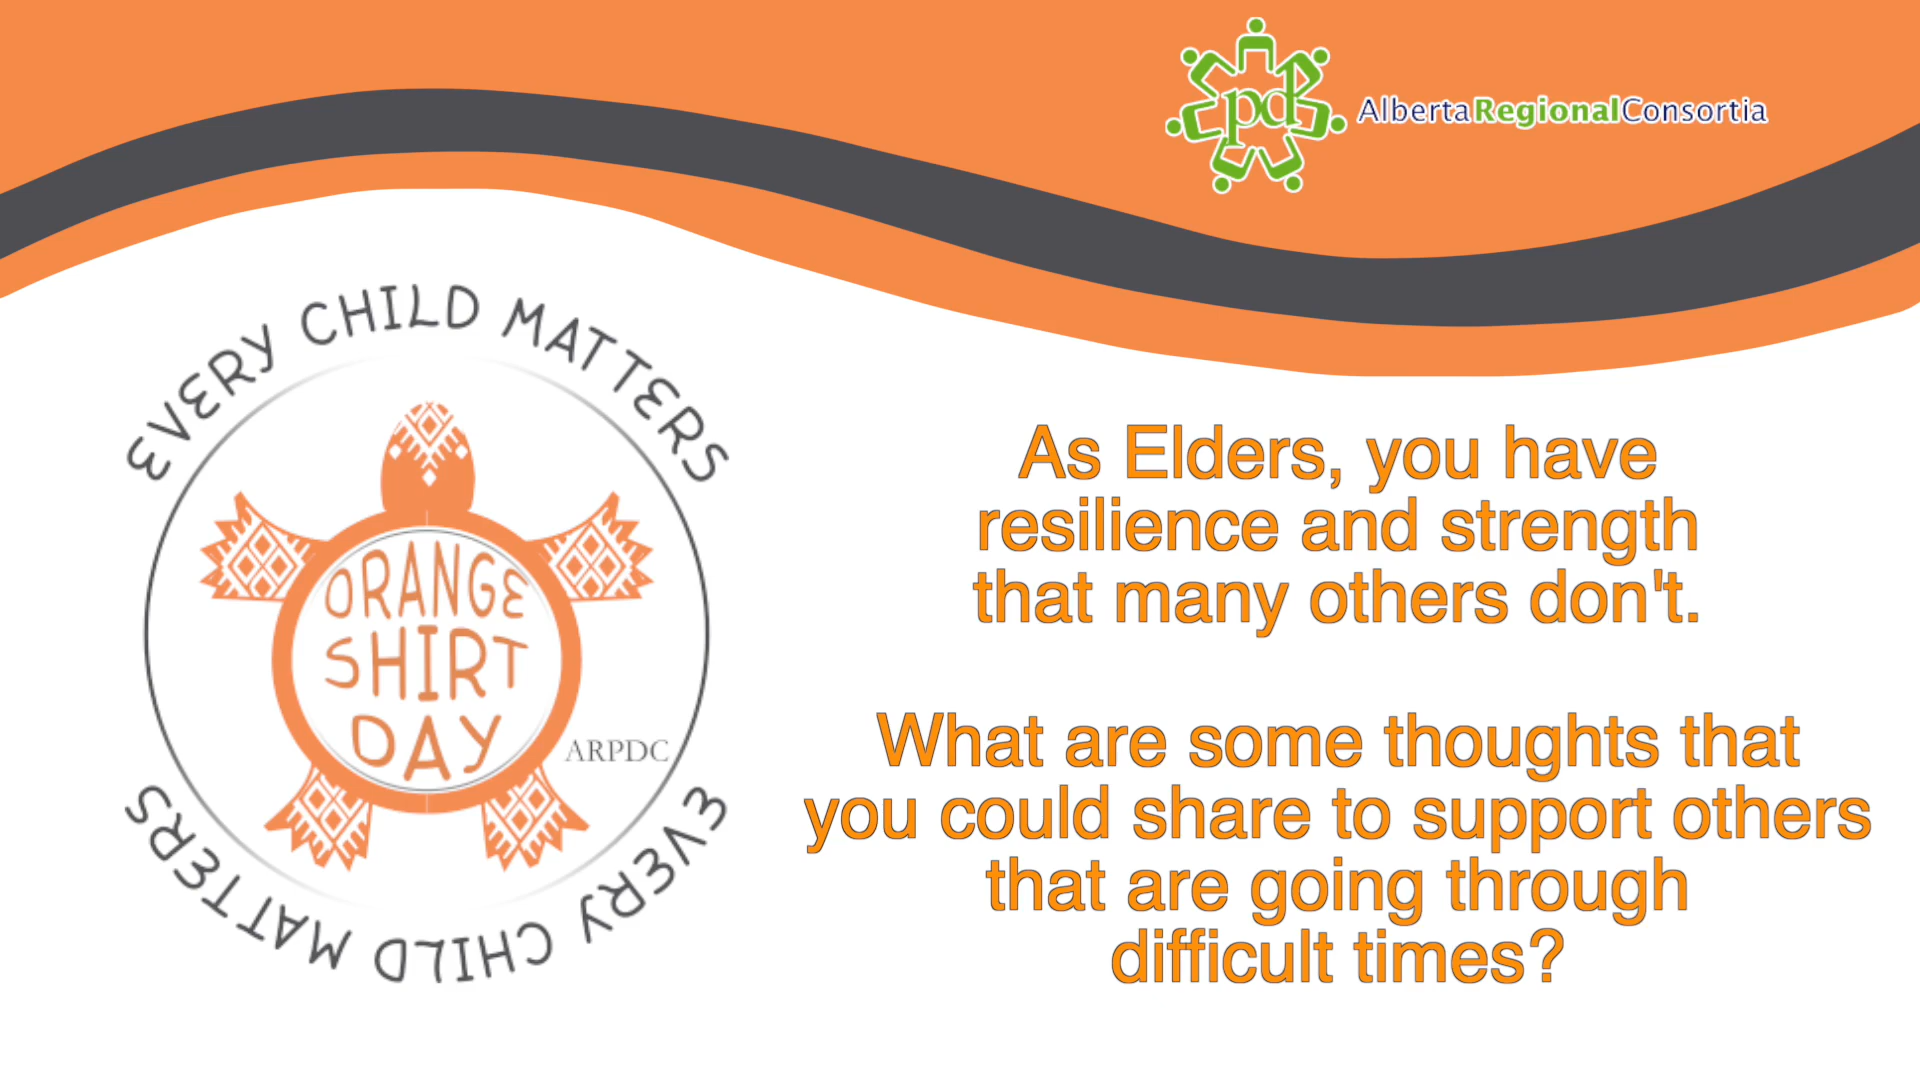 pd
AlbertaRegionalConsortia
EVERY CHILD MATTERS
ORANGE
SHIRT
DAY
ARPDC
EVERY CHILD MATTERS
As Elders, you have
resilience and strength
that many others don't.
What are some thoughts that
you could share to support others
that are going through
difficult times?